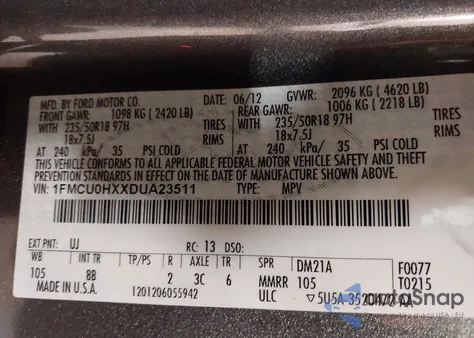 MFD. BY FORD MOTOR CO.
DATE: 06/12 GVWR: 2096 KG (4620 LB)
FRONT GAWR: 1098 KG (2420 LB) REAR GAWR: 1006 KG (2218 LB)
WITH 235/50R18 97H TIRES WITH 235/50R18 97H TIRES
18x7.5J RIMS 18x7.5J RIMS
AT 240 kPa/ 35 PSI COLD AT 240 kPa/ 35 PSI COLD
THIS VEHICLE CONFORMS TO ALL APPLICABLE FEDERAL MOTOR VEHICLE SAFETY AND THEFT
PREVENTION STANDARDS IN EFFECT ON THE DATE OF MANUFACTURE SHOWN ABOVE.
VIN: 1FMCU0HXXDUA23511 TYPE: MPV
EXT PNT: UJ RC: 13 DSO: F0077
WB INT TR TP/PS R AXLE TR SPR DM21A T0215
105 8B 2 3C 6 MMRR 105
1201206055942 ULC 5U5A-3520472-AA
AutoSnap